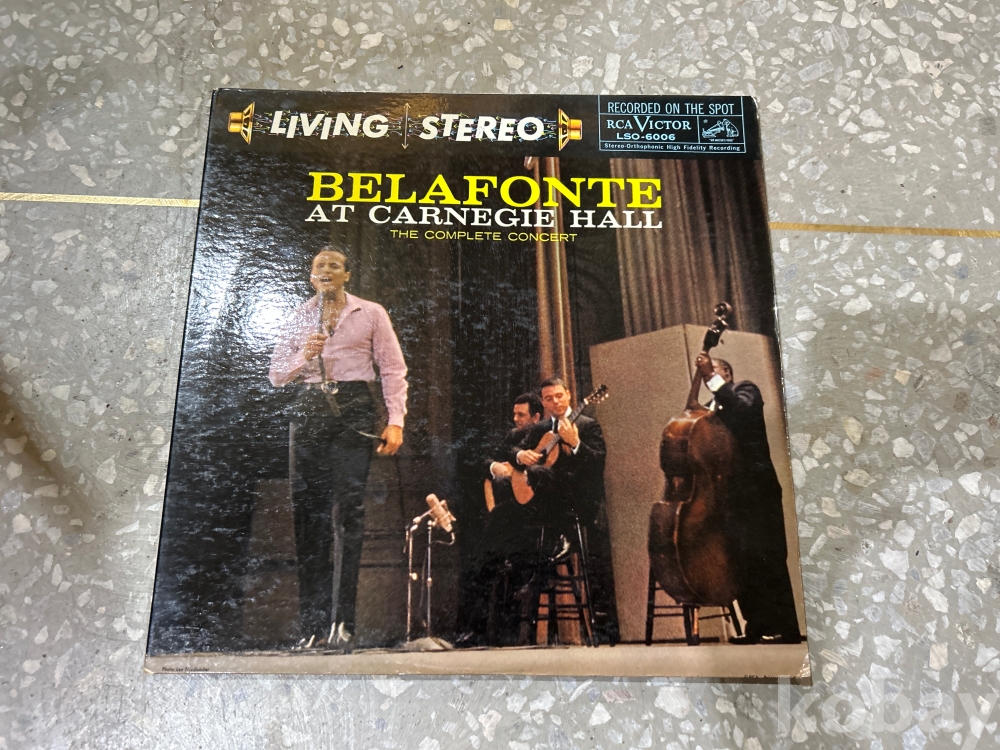 LIVING STEREO
RECORDED ON THE SPOT
RCA VICTOR
LSO-6006
Stereo-Orthophonic High Fidelity Recording
BELAFONTE
AT CARNEGIE HALL
THE COMPLETE CONCERT
kobay